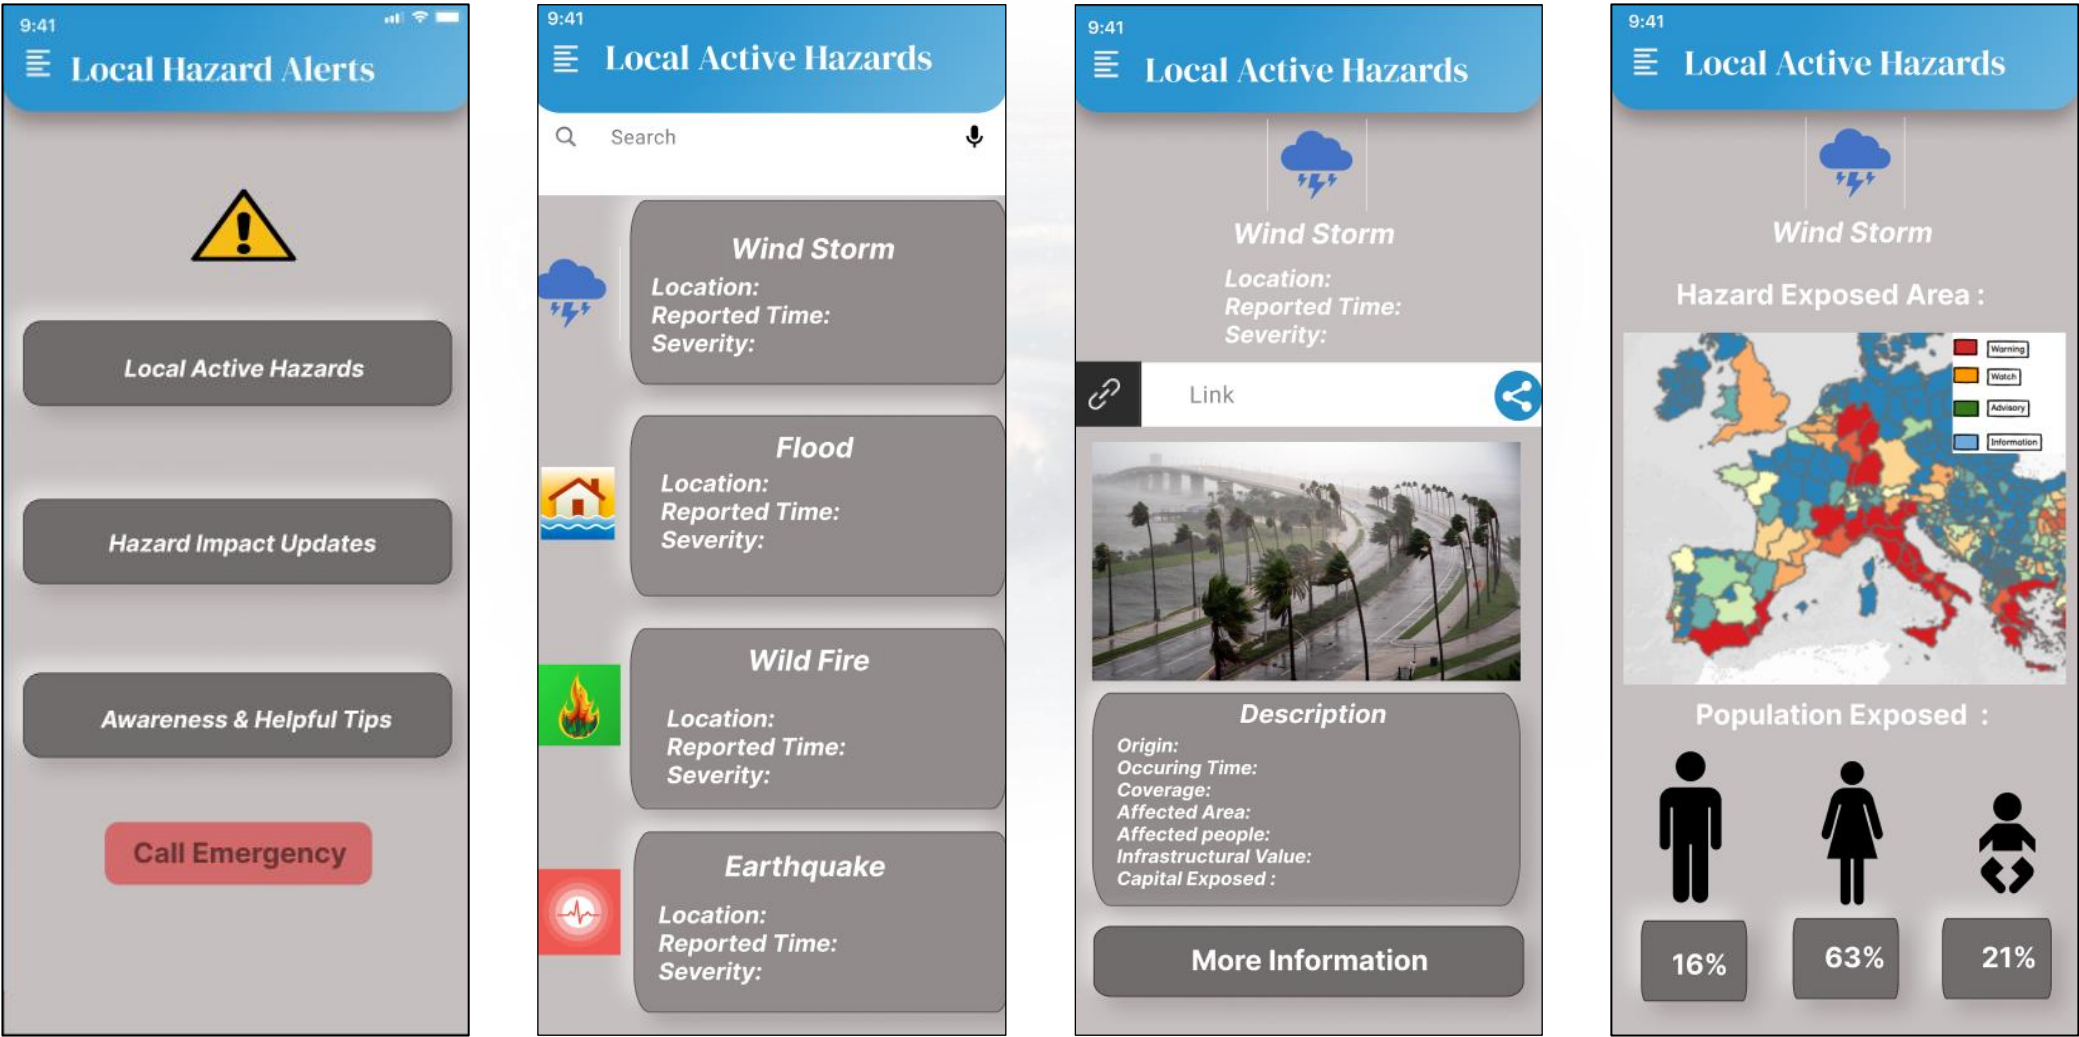 9:41
Local Hazard Alerts
Local Active Hazards
Hazard Impact Updates
Awareness & Helpful Tips
Call Emergency
9:41
Local Active Hazards
Search
Wind Storm
Location:
Reported Time:
Severity:
Flood
Location:
Reported Time:
Severity:
Wild Fire
Location:
Reported Time:
Severity:
Earthquake
Location:
Reported Time:
Severity:
9:41
Local Active Hazards
Wind Storm
Location:
Reported Time:
Severity:
Link
Description
Origin:
Occuring Time:
Coverage:
Affected Area:
Affected people:
Infrastructural Value:
Capital Exposed :
More Information
9:41
Local Active Hazards
Wind Storm
Hazard Exposed Area :
Warning
Watch
Advisory
Information
Population Exposed :
16%
63%
21%